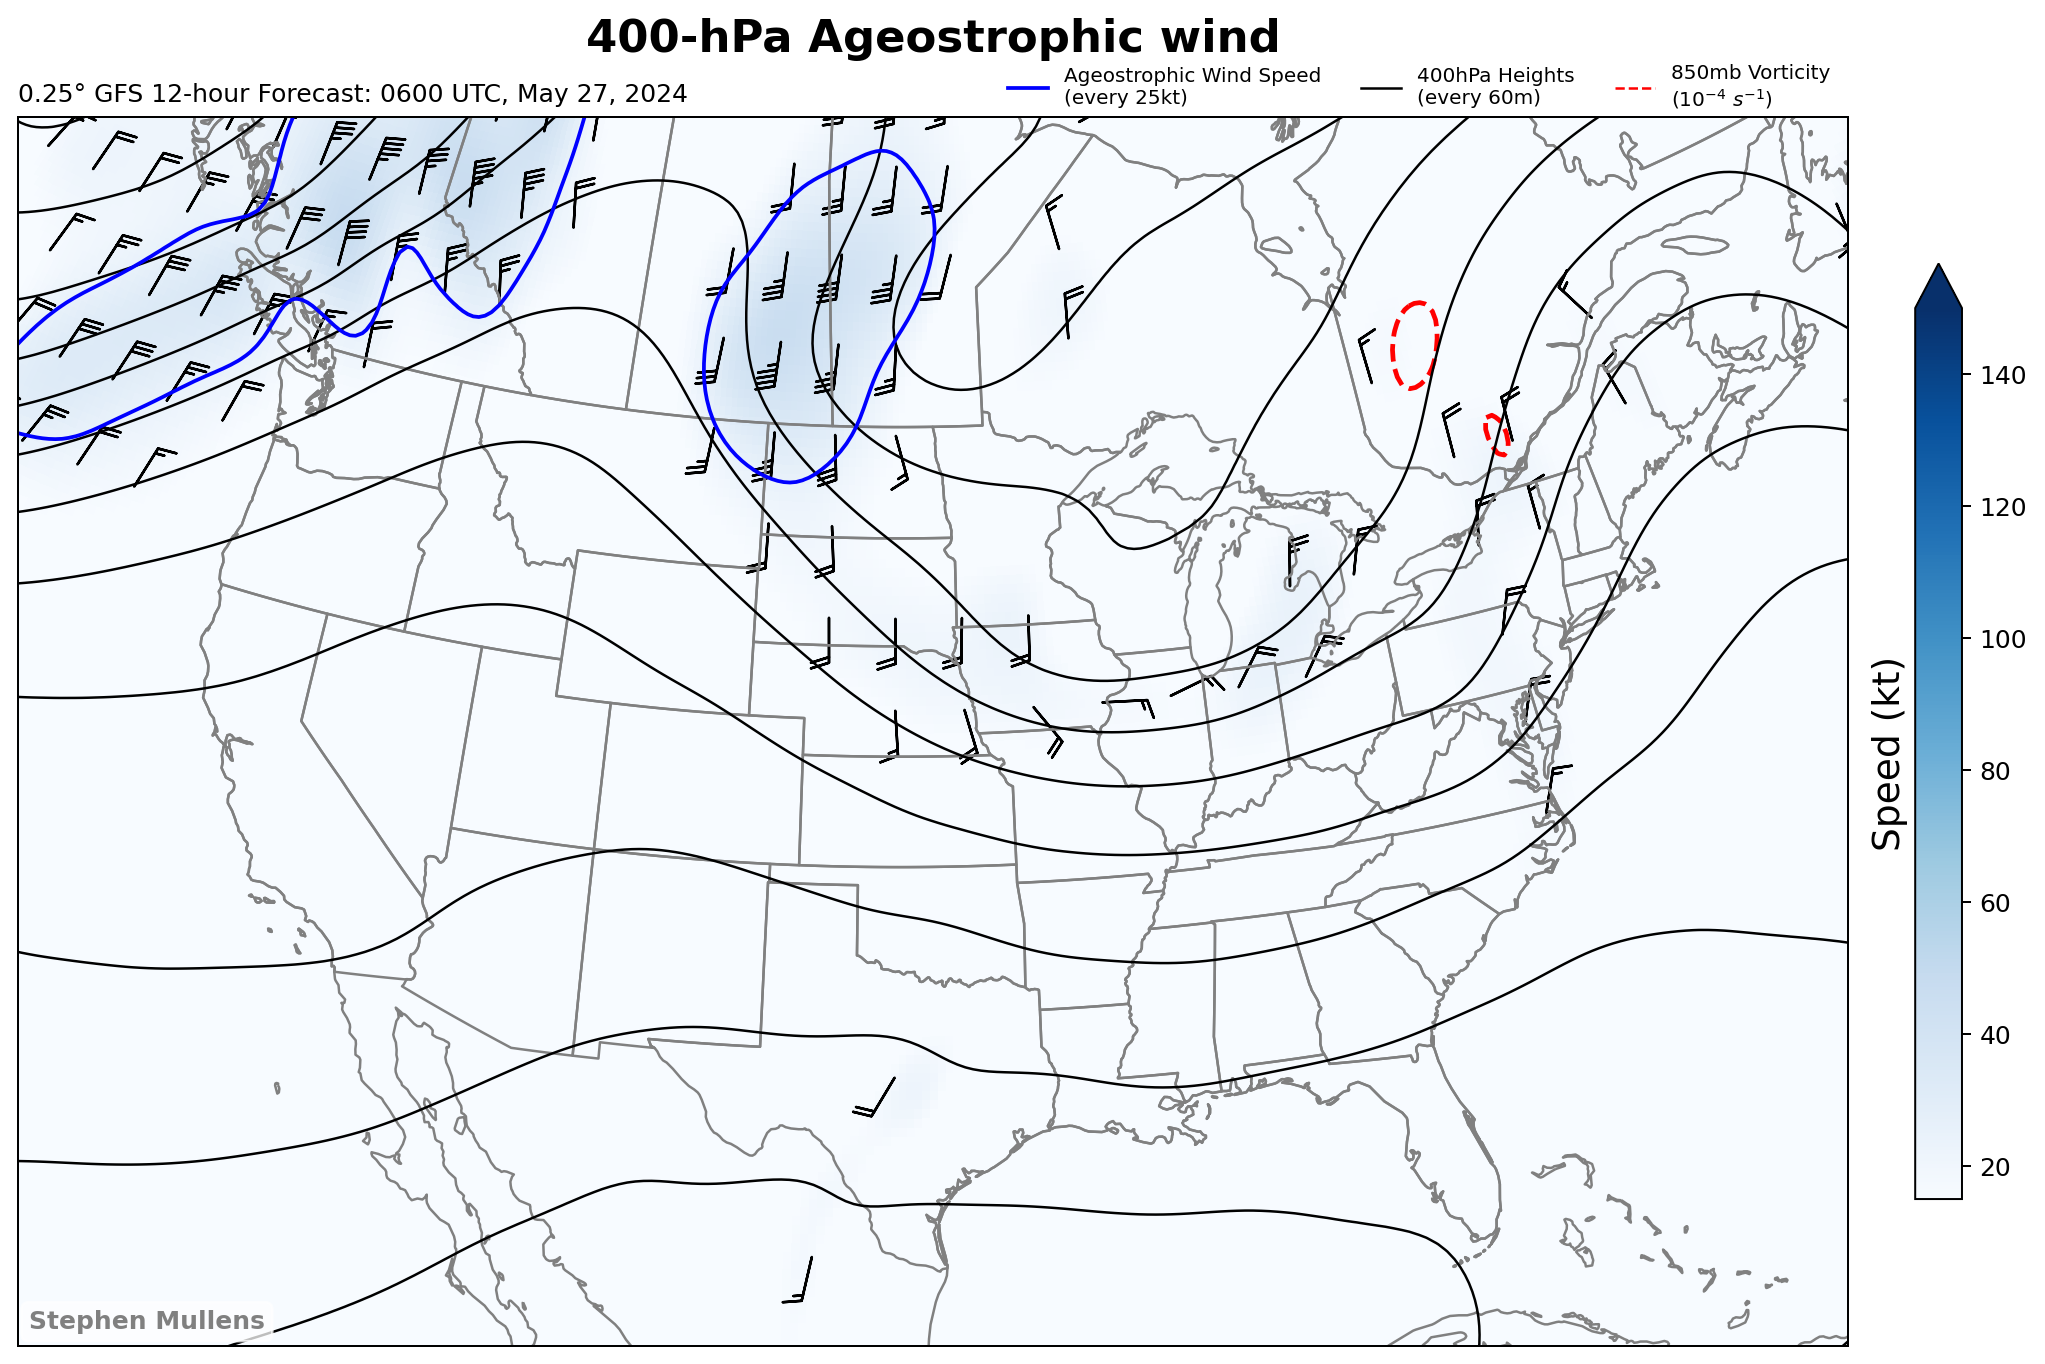 400-hPa Ageostrophic wind
0.25° GFS 12-hour Forecast: 0600 UTC, May 27, 2024
Ageostrophic Wind Speed
(every 25kt)
400hPa Heights
(every 60m)
850mb Vorticity
(10⁻⁴ s⁻¹)
140
120
100
80
60
40
20
Speed (kt)
Stephen Mullens